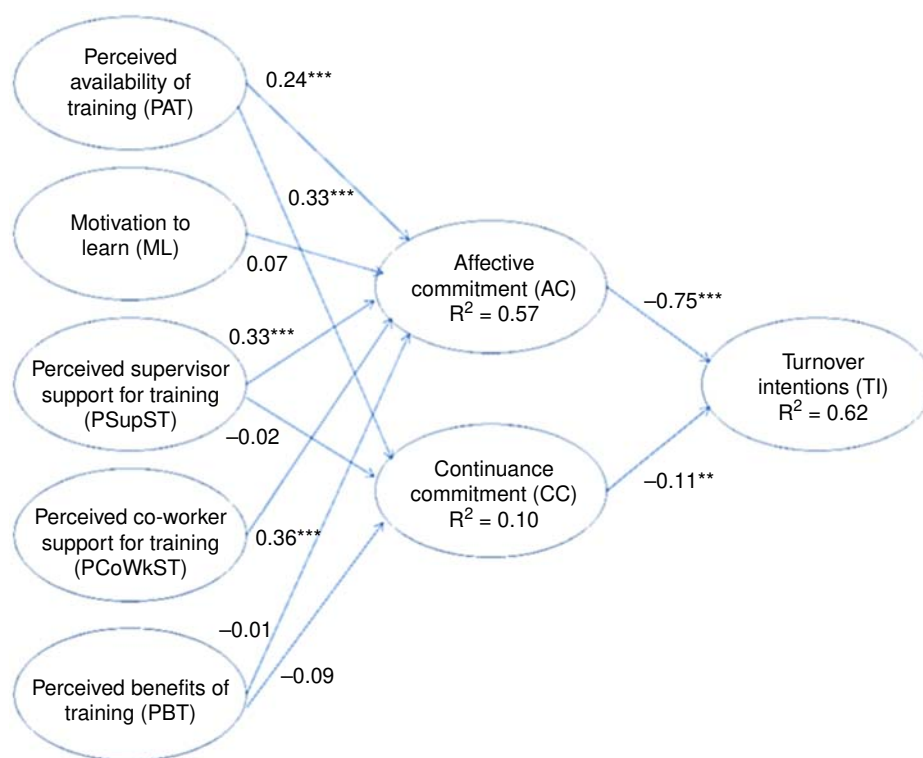 Perceived
availability of
training (PAT)
0.24***
0.33***
Motivation to
learn (ML)
0.07
Affective
commitment (AC)
R² = 0.57
–0.75***
0.33***
Perceived supervisor
support for training
(PSupST)
–0.02
Turnover
intentions (TI)
R² = 0.62
Continuance
commitment (CC)
R² = 0.10
–0.11**
Perceived co-worker
support for training
(PCoWkST)
0.36***
–0.01
–0.09
Perceived benefits of
training (PBT)